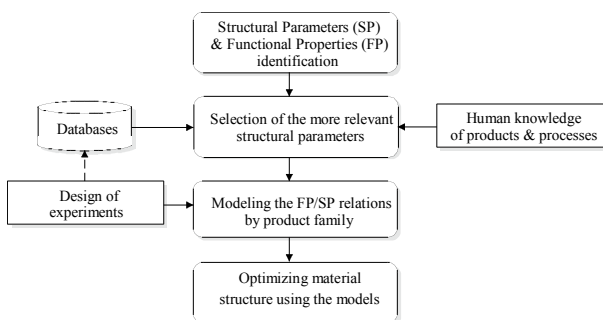 Structural Parameters (SP)
& Functional Properties (FP)
identification
Databases
Selection of the more relevant
structural parameters
Human knowledge
of products & processes
Design of
experiments
Modeling the FP/SP relations
by product family
Optimizing material
structure using the models